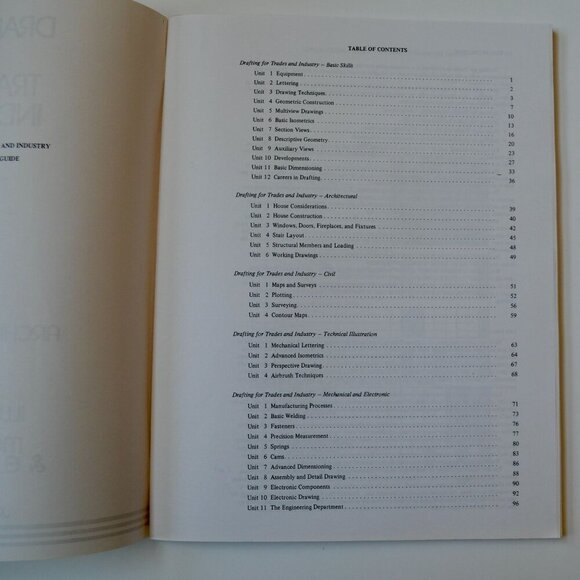 AND INDUSTRY
GUIDE
TABLE OF CONTENTS
Drafting for Trades and Industry – Basic Skills
Unit 1 Equipment 1
Unit 2 Lettering 2
Unit 3 Drawing Techniques 3
Unit 4 Geometric Construction 7
Unit 5 Multiview Drawings 10
Unit 6 Basic Isometrics 13
Unit 7 Section Views 16
Unit 8 Descriptive Geometry 20
Unit 9 Auxiliary Views 23
Unit 10 Developments 27
Unit 11 Basic Dimensioning 33
Unit 12 Careers in Drafting 36
Drafting for Trades and Industry – Architectural
Unit 1 House Considerations 39
Unit 2 House Construction 40
Unit 3 Windows, Doors, Fireplaces, and Fixtures 42
Unit 4 Stair Layout 45
Unit 5 Structural Members and Loading 48
Unit 6 Working Drawings 49
Drafting for Trades and Industry – Civil
Unit 1 Maps and Surveys 51
Unit 2 Plotting 52
Unit 3 Surveying 56
Unit 4 Contour Maps 59
Drafting for Trades and Industry – Technical Illustration
Unit 1 Mechanical Lettering 63
Unit 2 Advanced Isometrics 64
Unit 3 Perspective Drawing 67
Unit 4 Airbrush Techniques 68
Drafting for Trades and Industry – Mechanical and Electronic
Unit 1 Manufacturing Processes 71
Unit 2 Basic Welding 73
Unit 3 Fasteners 76
Unit 4 Precision Measurement 77
Unit 5 Springs 80
Unit 6 Cams 83
Unit 7 Advanced Dimensioning 86
Unit 8 Assembly and Detail Drawing 88
Unit 9 Electronic Components 90
Unit 10 Electronic Drawing 92
Unit 11 The Engineering Department 96